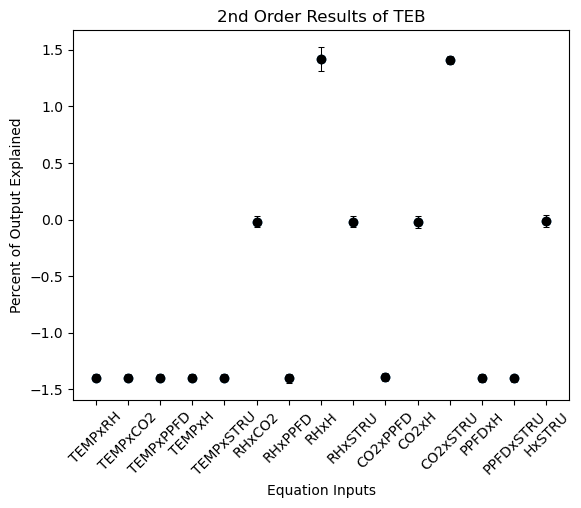 2nd Order Results of TEB
Percent of Output Explained
1.5
1.0
0.5
0.0
−0.5
−1.0
−1.5
TEMPxRH
TEMPxCO2
TEMPxPPFD
TEMPxH
TEMPxSTRU
RHxCO2
RHxPPFD
RHxH
RHxSTRU
CO2xPPFD
CO2xH
CO2xSTRU
PPFDxH
PPFDxSTRU
HxSTRU
Equation Inputs